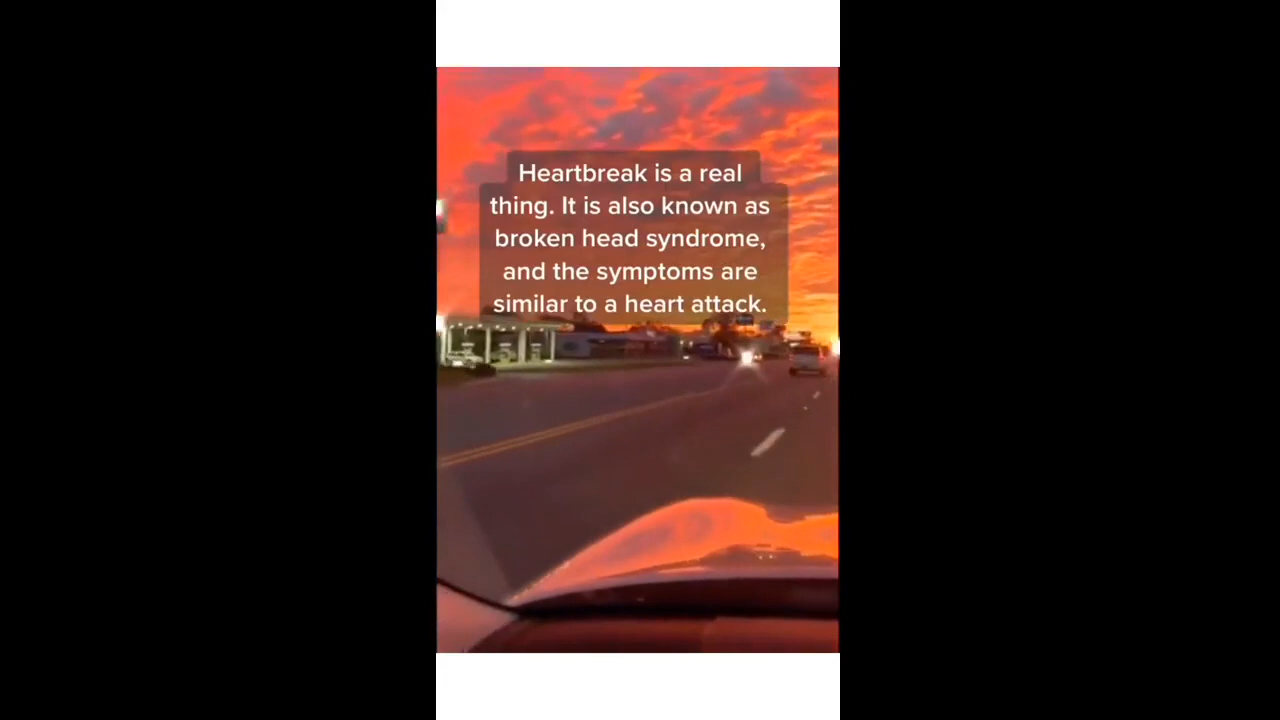 Heartbreak is a real
thing. It is also known as
broken head syndrome,
and the symptoms are
similar to a heart attack.